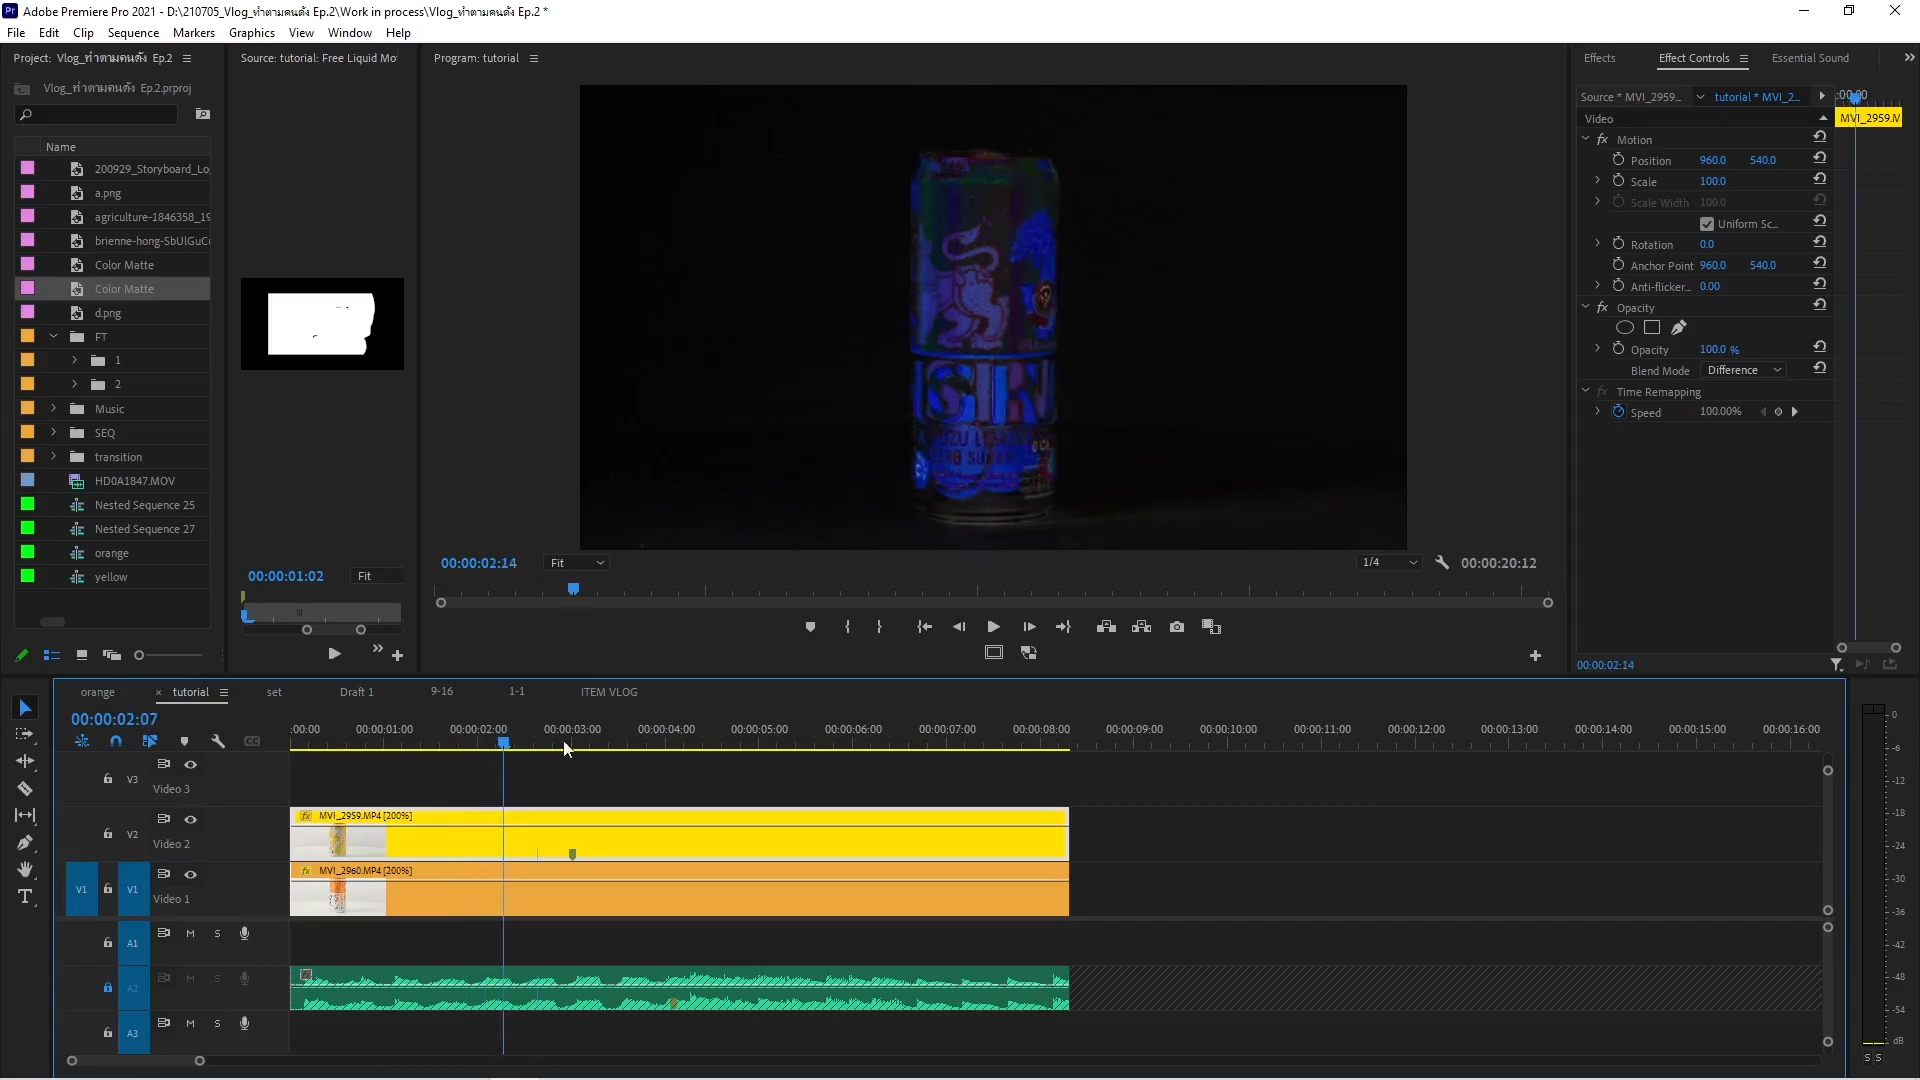 Adobe Premiere Pro 2021 - D:\210705_Vlog_ทำตามคนดัง Ep.2\Work in process\Vlog_ทำตามคนดัง Ep.2 *
File Edit Clip Sequence Markers Graphics View Window Help
Project: Vlog_ทำตามคนดัง Ep.2
Vlog_ทำตามคนดัง Ep.2.prproj
Name
200929_Storyboard_Lo
a.png
agriculture-1846358_19
brienne-hong-SbUlGuC
Color Matte
Color Matte
d.png
FT
1
2
Music
SEQ
transition
HD0A1847.MOV
Nested Sequence 25
Nested Sequence 27
orange
yellow
Source: tutorial: Free Liquid Mo
00:00:01:02 Fit
Program: tutorial
GIN
YUZU
ZERO SUGAR
00:00:02:14 Fit 1/4 00:00:20:12
Effects Effect Controls Essential Sound
Source * MVI_2959... tutorial * MVI_2... :00:00
Video MVI_2959.M
fx Motion
Position 960.0 540.0
Scale 100.0
Scale Width 100.0
Uniform Sc...
Rotation 0.0
Anchor Point 960.0 540.0
Anti-flicker... 0.00
fx Opacity
Opacity 100.0 %
Blend Mode Difference
fx Time Remapping
Speed 100.00%
00:00:02:14
orange × tutorial set Draft 1 9-16 1-1 ITEM VLOG
00:00:02:07
:00:00 00:00:01:00 00:00:02:00 00:00:03:00 00:00:04:00 00:00:05:00 00:00:06:00 00:00:07:00 00:00:08:00 00:00:09:00 00:00:10:00 00:00:11:00 00:00:12:00 00:00:13:00 00:00:14:00 00:00:15:00 00:00:16:00
CC
V3 Video 3
V2 Video 2
fx MVI_2959.MP4 [200%]
V1 V1 Video 1
fx MVI_2960.MP4 [200%]
A1 M S
A2 M S
A3 M S
T
0
-6
-12
-18
-24
-30
-36
-42
-48
-54
dB
S S